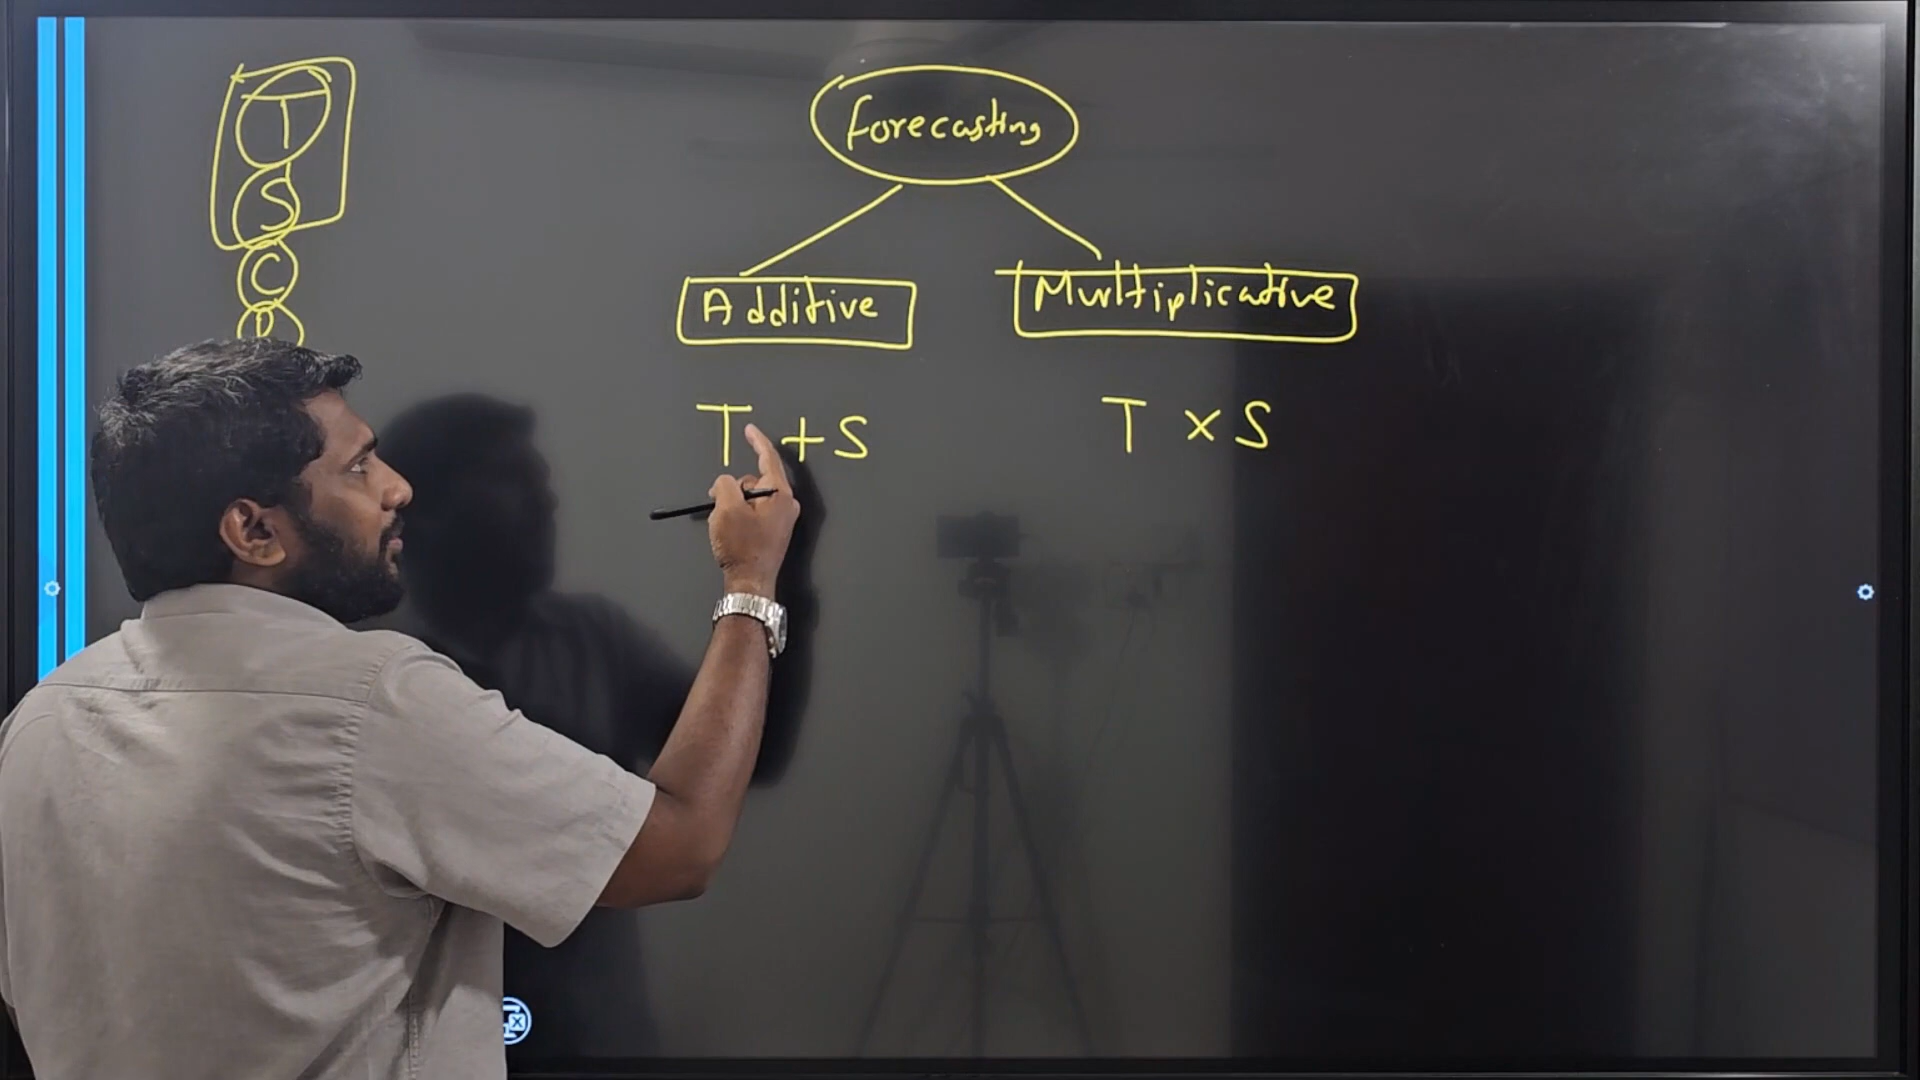 T
S
C
Forecasting
Additive
Multiplicative
T + S
T × S